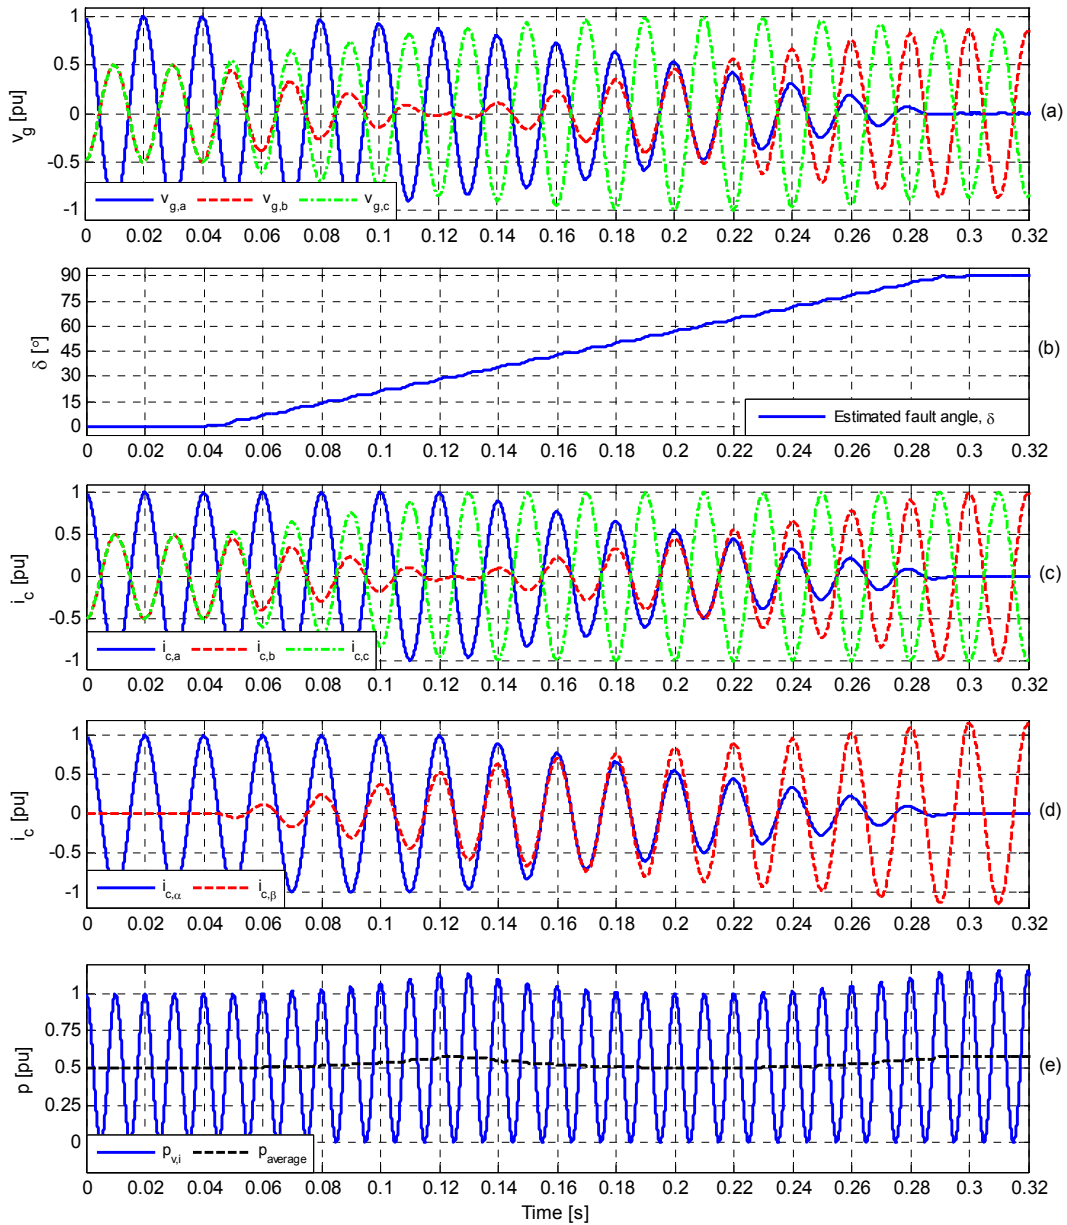 1
0.5
0
-0.5
-1
v_g [pu]
v_g,a v_g,b v_g,c
(a)
0 0.02 0.04 0.06 0.08 0.1 0.12 0.14 0.16 0.18 0.2 0.22 0.24 0.26 0.28 0.3 0.32
90
75
60
45
30
15
0
δ [°]
Estimated fault angle, δ
(b)
0 0.02 0.04 0.06 0.08 0.1 0.12 0.14 0.16 0.18 0.2 0.22 0.24 0.26 0.28 0.3 0.32
1
0.5
0
-0.5
-1
i_c [pu]
i_c,a i_c,b i_c,c
(c)
0 0.02 0.04 0.06 0.08 0.1 0.12 0.14 0.16 0.18 0.2 0.22 0.24 0.26 0.28 0.3 0.32
1
0.5
0
-0.5
-1
i_c [pu]
i_c,α i_c,β
(d)
0 0.02 0.04 0.06 0.08 0.1 0.12 0.14 0.16 0.18 0.2 0.22 0.24 0.26 0.28 0.3 0.32
1
0.75
0.5
0.25
0
p [pu]
p_v,i p_average
(e)
0 0.02 0.04 0.06 0.08 0.1 0.12 0.14 0.16 0.18 0.2 0.22 0.24 0.26 0.28 0.3 0.32
Time [s]